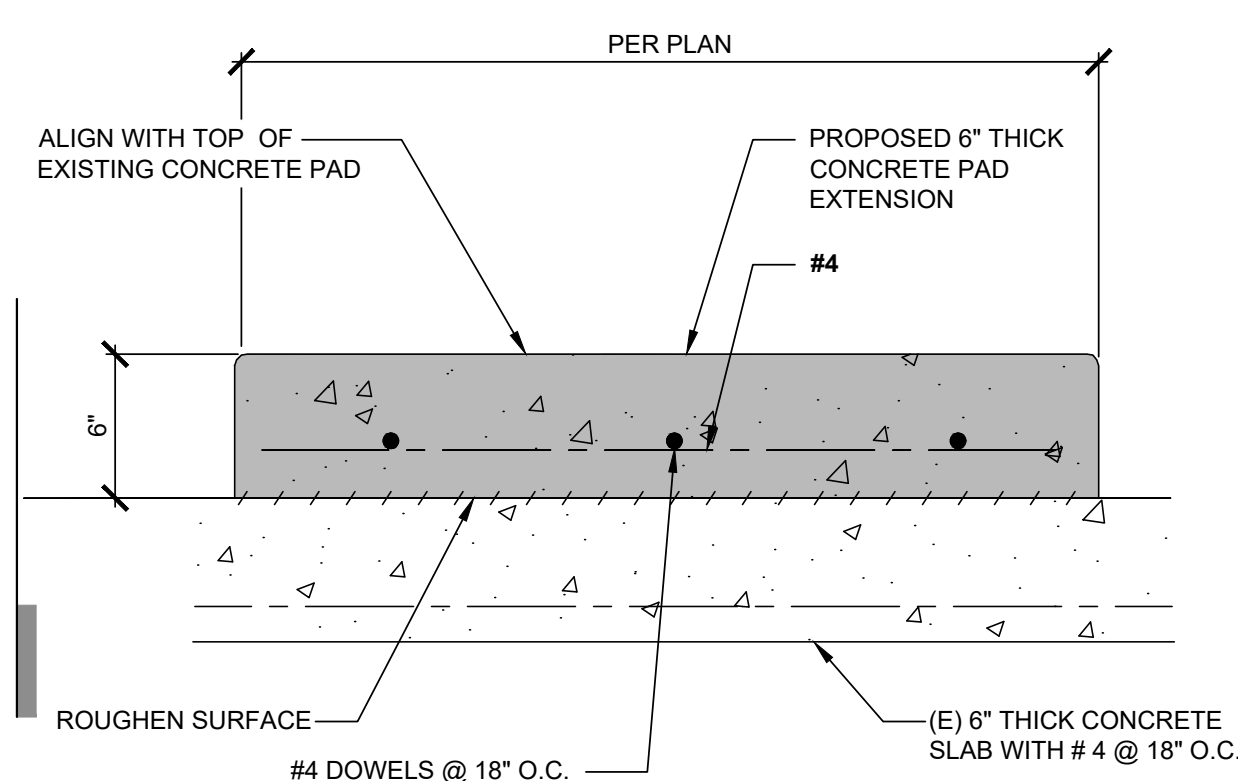 PER PLAN
ALIGN WITH TOP OF
EXISTING CONCRETE PAD
PROPOSED 6" THICK
CONCRETE PAD
EXTENSION
#4
6"
ROUGHEN SURFACE
#4 DOWELS @ 18" O.C.
(E) 6" THICK CONCRETE
SLAB WITH # 4 @ 18" O.C.